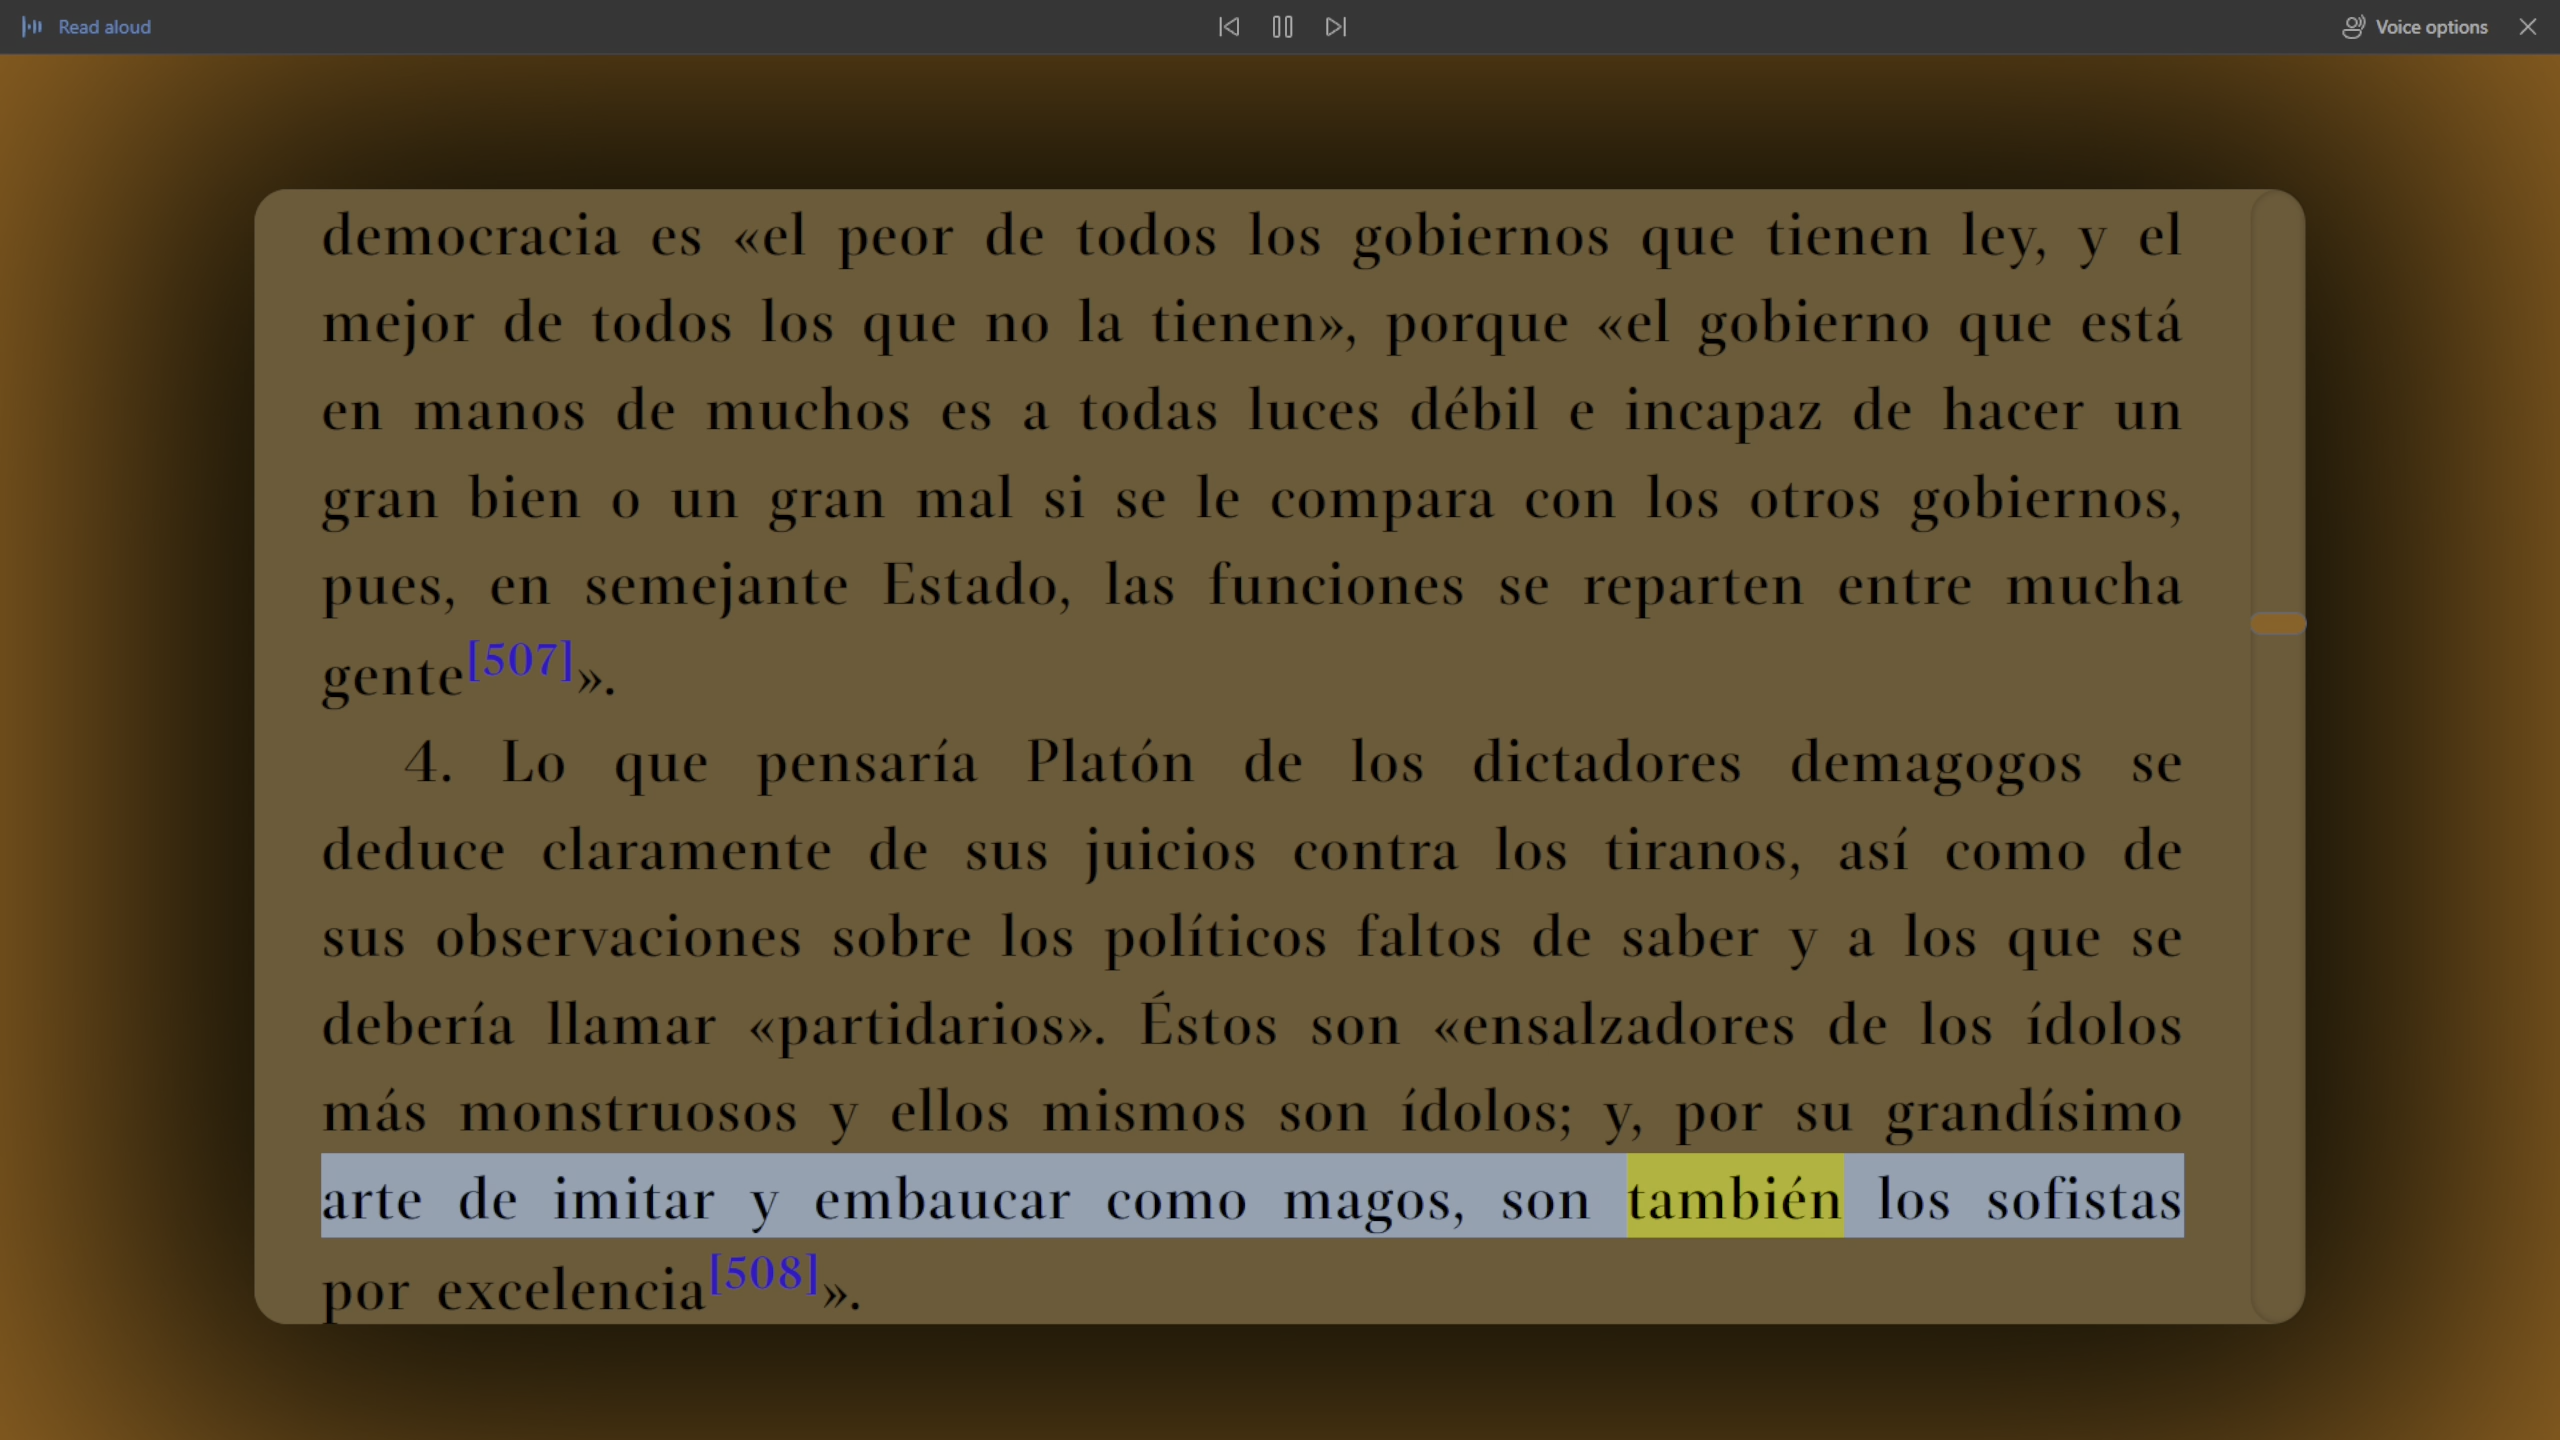 Read aloud
Voice options
democracia es «el peor de todos los gobiernos que tienen ley, y el
mejor de todos los que no la tienen», porque «el gobierno que está
en manos de muchos es a todas luces débil e incapaz de hacer un
gran bien o un gran mal si se le compara con los otros gobiernos,
pues, en semejante Estado, las funciones se reparten entre mucha
gente[507]».
4. Lo que pensaría Platón de los dictadores demagogos se
deduce claramente de sus juicios contra los tiranos, así como de
sus observaciones sobre los políticos faltos de saber y a los que se
debería llamar «partidarios». Éstos son «ensalzadores de los ídolos
más monstruosos y ellos mismos son ídolos; y, por su grandísimo
arte de imitar y embaucar como magos, son también los sofistas
por excelencia[508]».